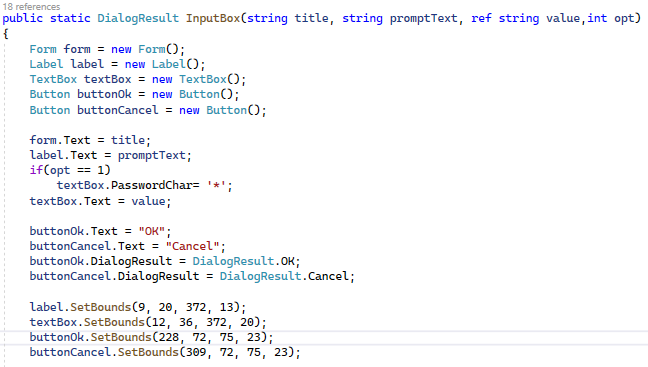 18 references
public static DialogResult InputBox(string title, string promptText, ref string value,int opt)
{
Form form = new Form();
Label label = new Label();
TextBox textBox = new TextBox();
Button buttonOk = new Button();
Button buttonCancel = new Button();
form.Text = title;
label.Text = promptText;
if(opt == 1)
textBox.PasswordChar= '*';
textBox.Text = value;
buttonOk.Text = "OK";
buttonCancel.Text = "Cancel";
buttonOk.DialogResult = DialogResult.OK;
buttonCancel.DialogResult = DialogResult.Cancel;
label.SetBounds(9, 20, 372, 13);
textBox.SetBounds(12, 36, 372, 20);
buttonOk.SetBounds(228, 72, 75, 23);
buttonCancel.SetBounds(309, 72, 75, 23);